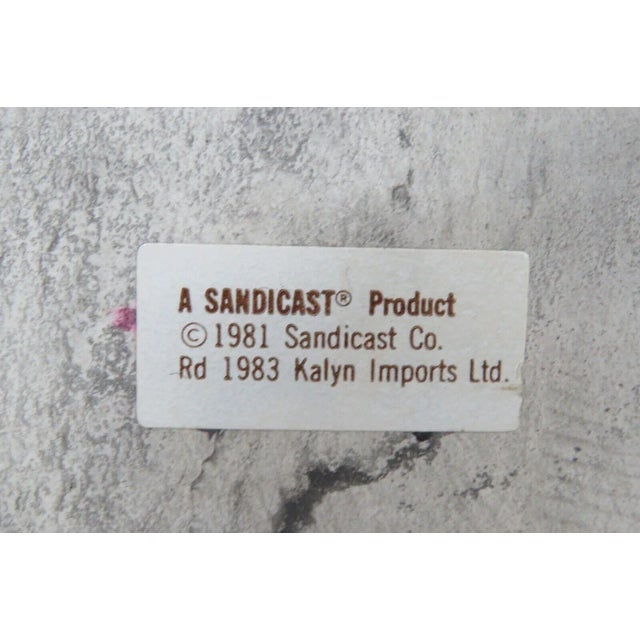 A SANDICAST® Product
©1981 Sandicast Co.
Rd 1983 Kalyn Imports Ltd.